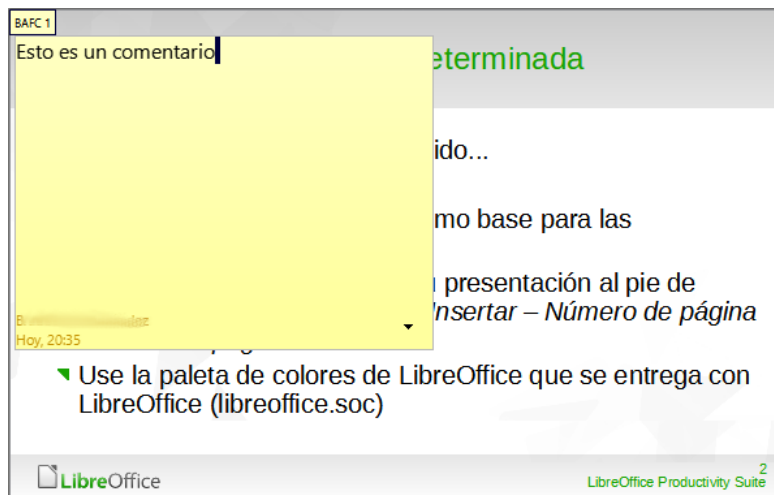 BAFC 1
Esto es un comentario
eterminada
ido...
mo base para las
presentación al pie de
Insertar – Número de página
Hoy, 20:35
Use la paleta de colores de LibreOffice que se entrega con
LibreOffice (libreoffice.soc)
LibreOffice
2
LibreOffice Productivity Suite